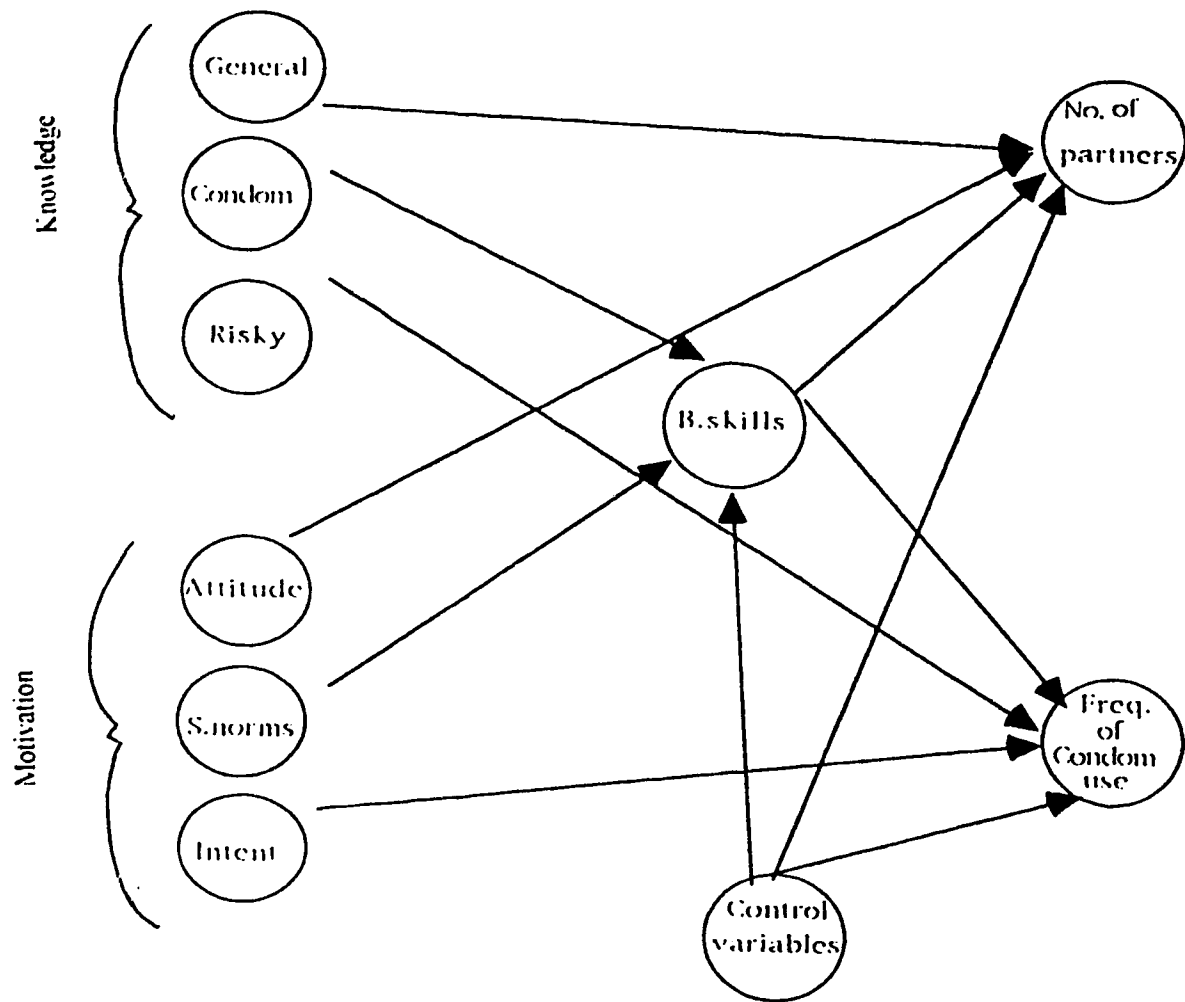 Knowledge
General
Condom
Risky
Motivation
Attitude
S.norms
Intent
B.skills
Control
variables
No. of
partners
Freq.
of
Condom
use